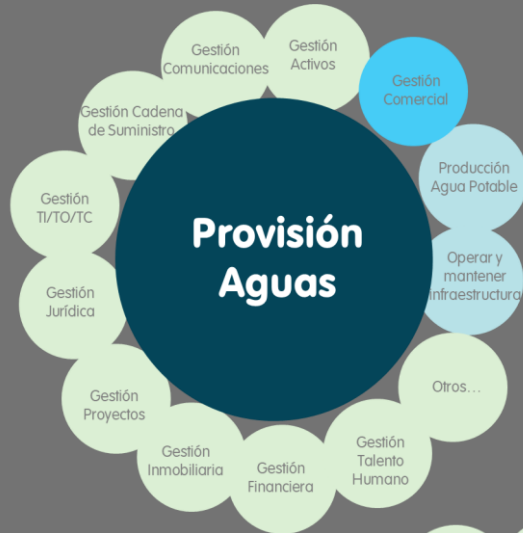 Gestión
Comunicaciones
Gestión
Activos
Gestión
Comercial
Producción
Agua Potable
Operar y
mantener
infraestructura
Otros...
Gestión
Talento
Humano
Gestión
Financiera
Gestión
Inmobiliaria
Gestión
Proyectos
Gestión
Jurídica
Gestión
TI/TO/TC
Gestión Cadena
de Suministro
Provisión
Aguas